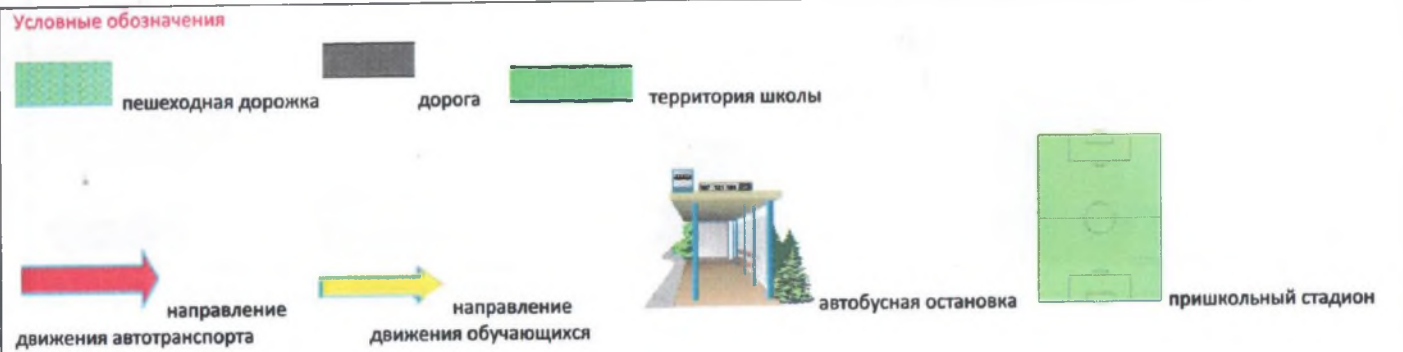 Условные обозначения
пешеходная дорожка
дорога
территория школы
направление
движения автотранспорта
направление
движения обучающихся
автобусная остановка
пришкольный стадион